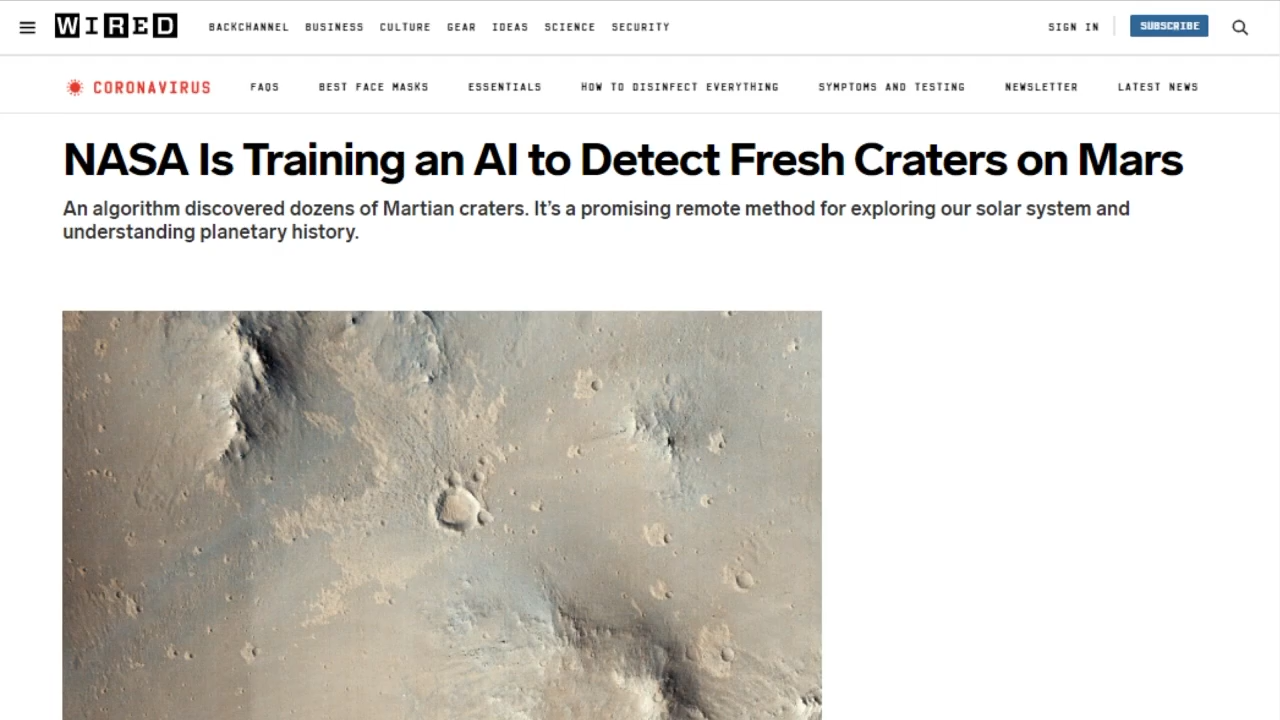 WIRED BACKCHANNEL BUSINESS CULTURE GEAR IDEAS SCIENCE SECURITY SIGN IN SUBSCRIBE
CORONAVIRUS FAQS BEST FACE MASKS ESSENTIALS HOW TO DISINFECT EVERYTHING SYMPTOMS AND TESTING NEWSLETTER LATEST NEWS
NASA Is Training an AI to Detect Fresh Craters on Mars
An algorithm discovered dozens of Martian craters. It’s a promising remote method for exploring our solar system and
understanding planetary history.